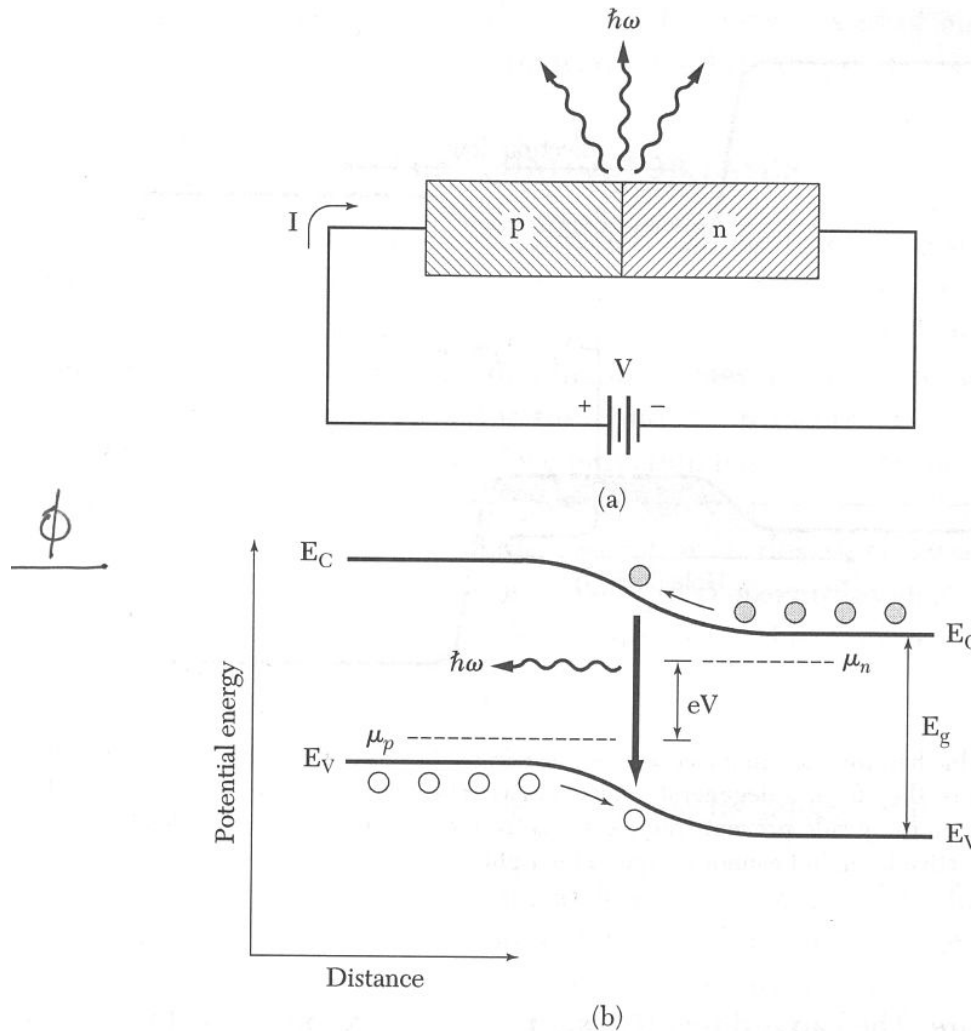 ħω
I
p
n
V
+
−
(a)
ϕ
E_C
E_C
ħω
μ_n
eV
μ_p
E_g
E_V
E_V
Potential energy
Distance
(b)